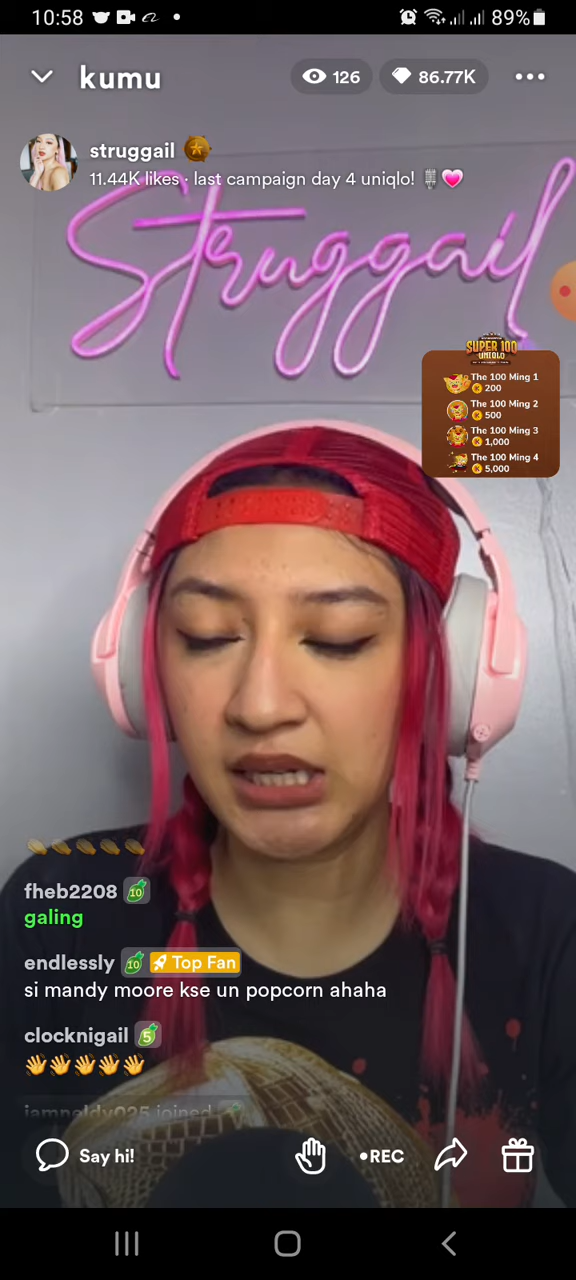 10:58
89%
kumu
126
86.77K
struggail
11.44K likes · last campaign day 4 uniqlo! 
Struggail
SUPER 100
UNIQLO
The 100 Ming 1
200
The 100 Ming 2
500
The 100 Ming 3
1,000
The 100 Ming 4
5,000
fheb2208 10
galing
endlessly 10 Top Fan
si mandy moore kse un popcorn ahaha
clocknigail 5
joined
Say hi!
•REC